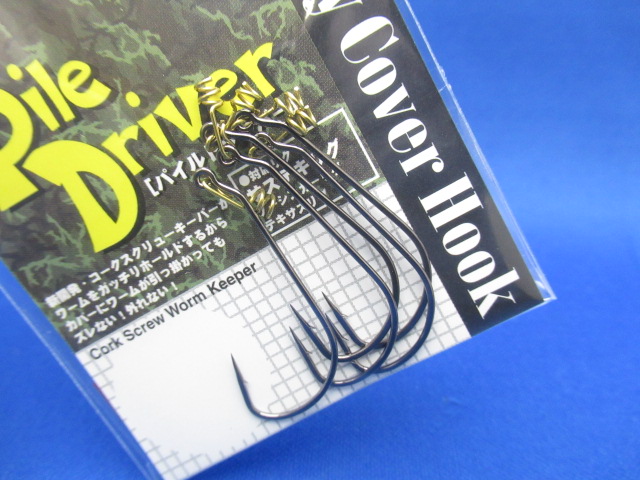 Pile
Driver
Cover Hook
[パイル
コークスクリューキーパーが
ワームをガッチリホールドするから
カバーにワームが引っ掛かっても
ズレない！外れない！
Cork Screw Worm Keeper